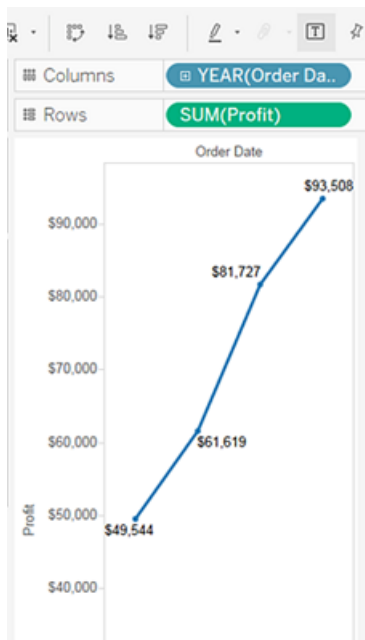 Columns
YEAR(Order Da..
Rows
SUM(Profit)
Order Date
$93,508
$90,000
$81,727
$80,000
$70,000
$60,000
$61,619
Profit
$50,000
$49,544
$40,000